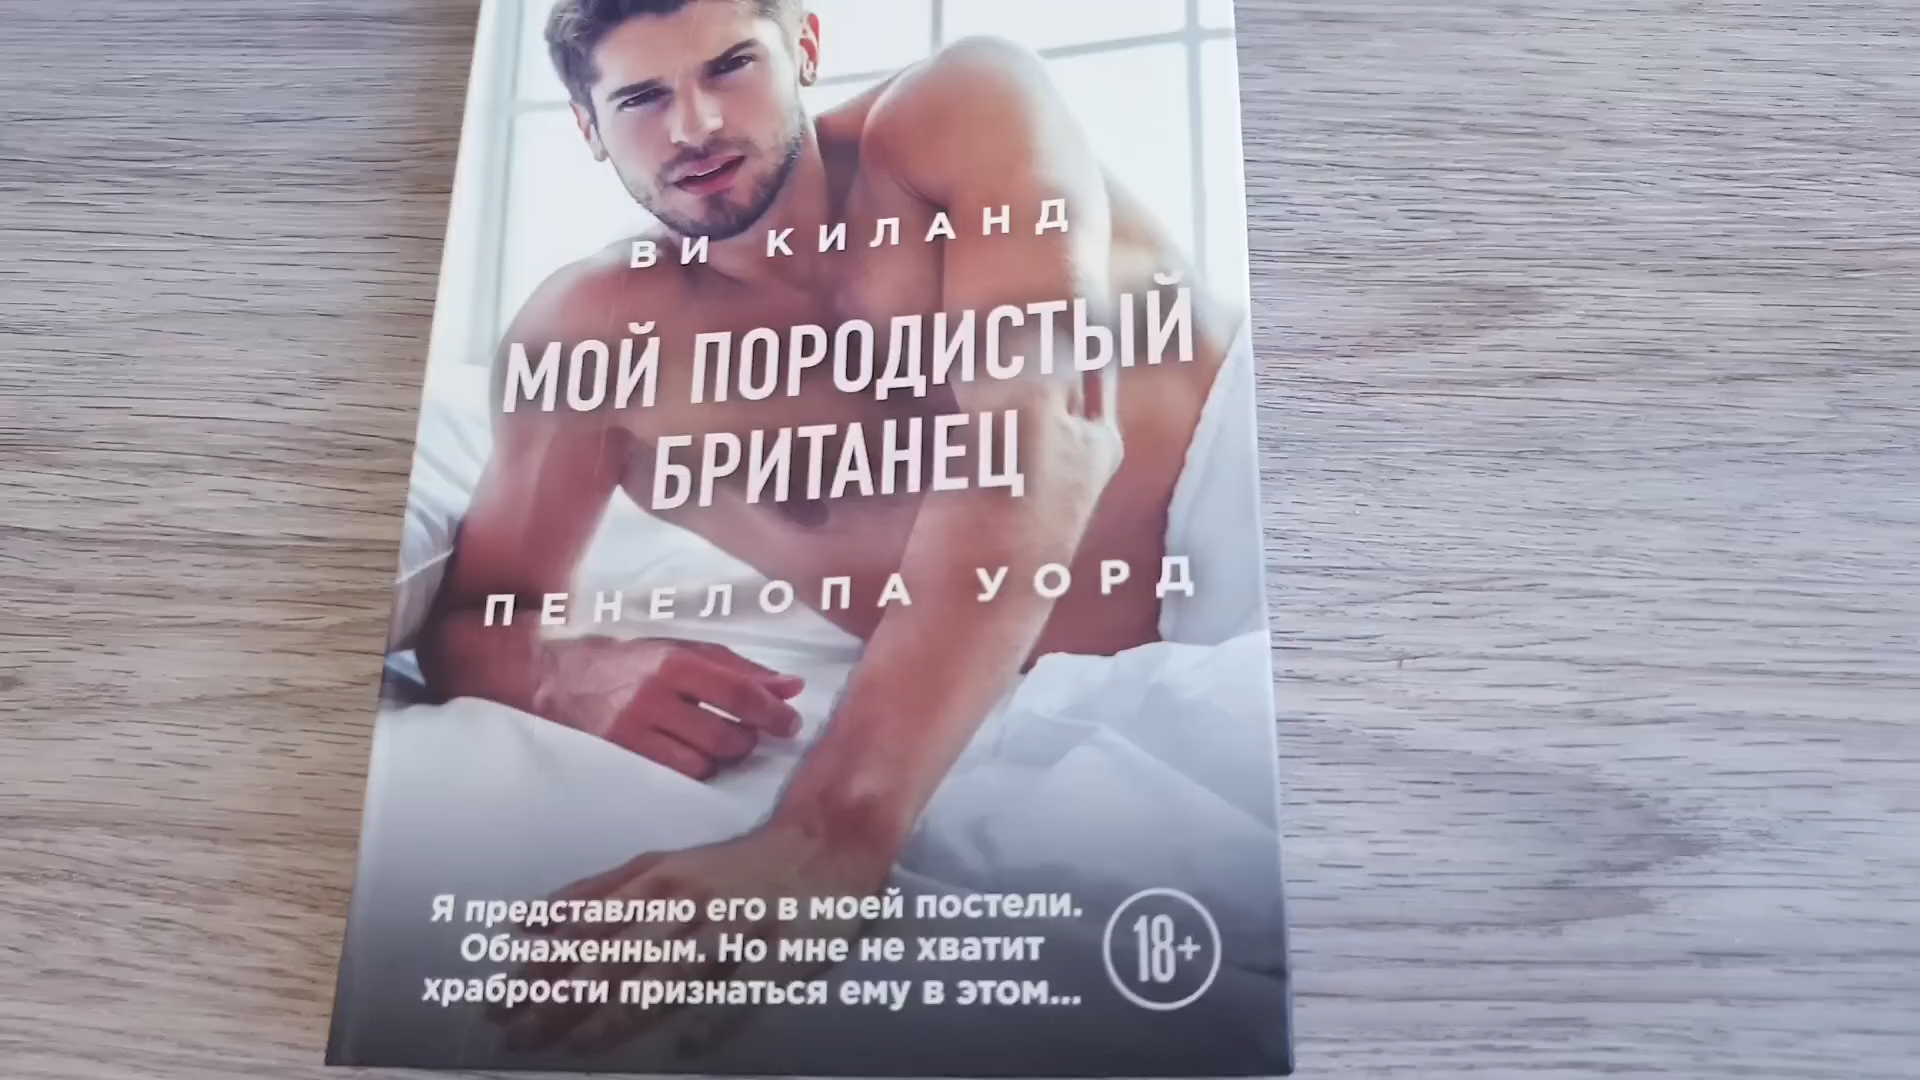 ВИ КИЛАНД
МОЙ ПОРОДИСТЫЙ
БРИТАНЕЦ
ПЕНЕЛОПА УОРД
Я представляю его в моей постели.
Обнаженным. Но мне не хватит
храбрости признаться ему в этом...
18+